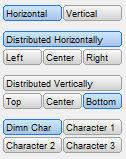 Horizontal Vertical
Distributed Horizontally
Left Center Right
Distributed Vertically
Top Center Bottom
Dimn Char Character 1
Character 2 Character 3